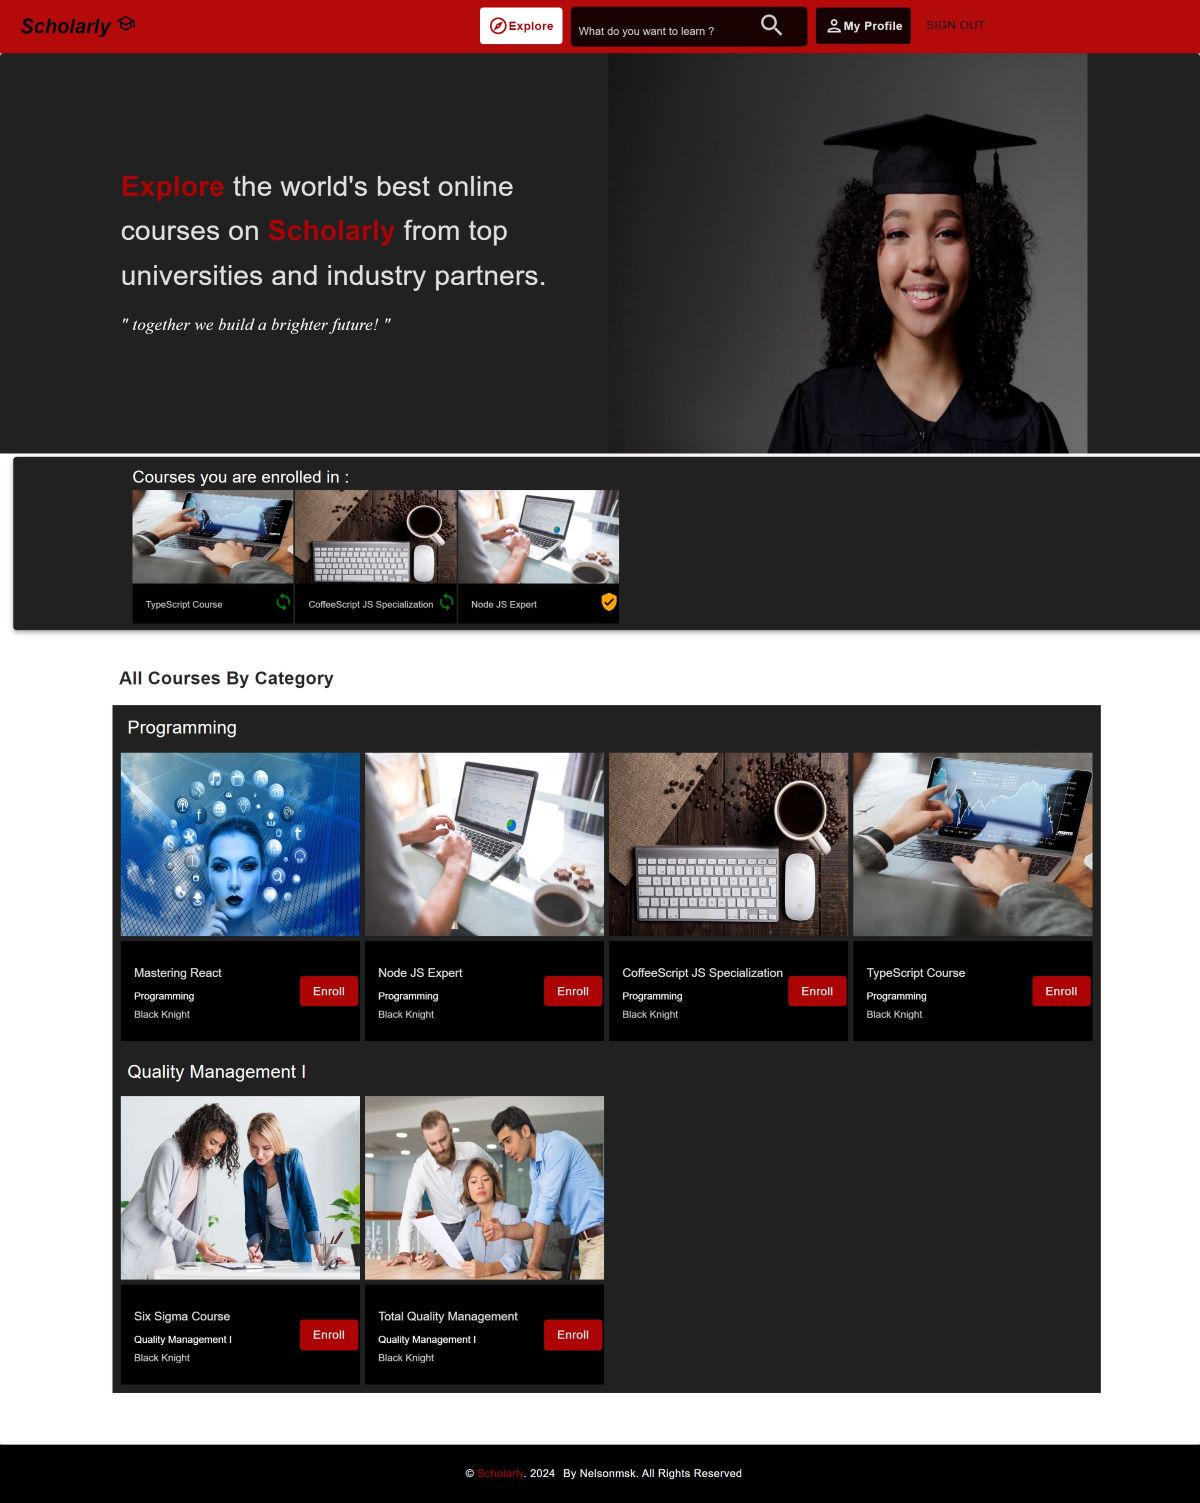 Scholarly
Explore
What do you want to learn ?
My Profile
SIGN OUT
Explore the world's best online
courses on Scholarly from top
universities and industry partners.
" together we build a brighter future! "
Courses you are enrolled in :
TypeScript Course
CoffeeScript JS Specialization
Node JS Expert
All Courses By Category
Programming
Mastering React
Programming
Black Knight
Enroll
Node JS Expert
Programming
Black Knight
Enroll
CoffeeScript JS Specialization
Programming
Black Knight
Enroll
TypeScript Course
Programming
Black Knight
Enroll
Quality Management I
Six Sigma Course
Quality Management I
Black Knight
Enroll
Total Quality Management
Quality Management I
Black Knight
Enroll
© Scholarly. 2024 By Nelsonmsk. All Rights Reserved